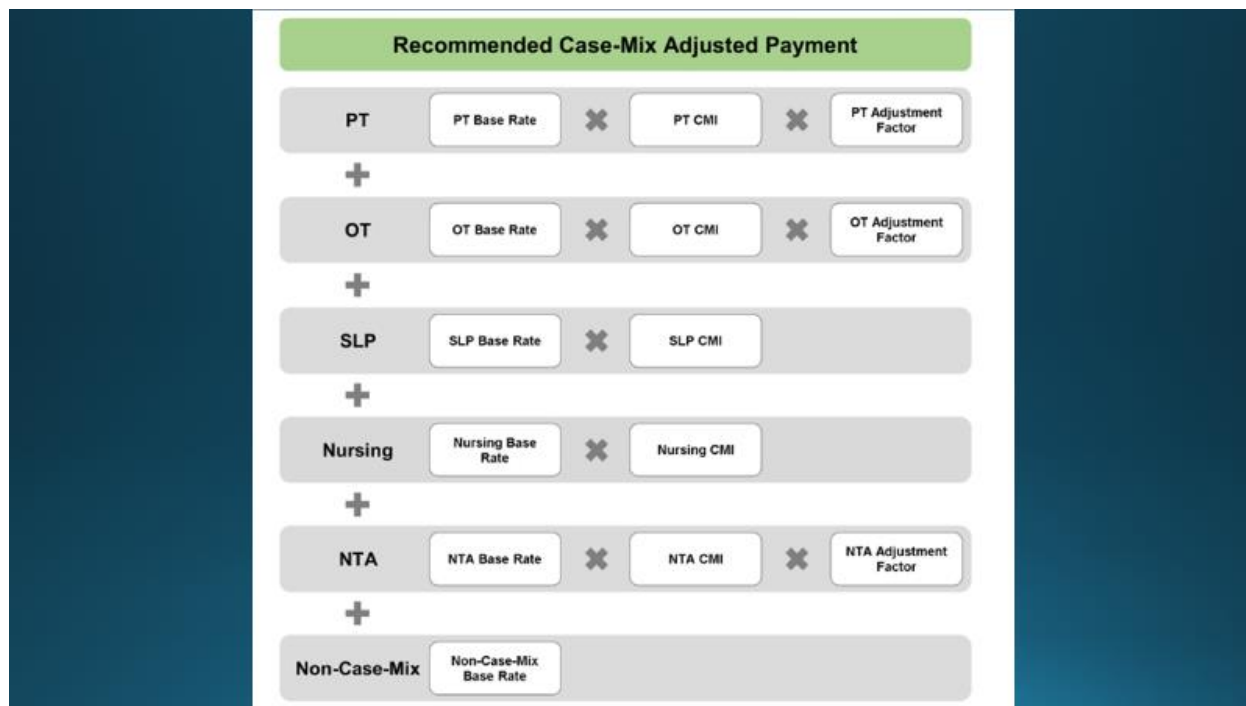 Recommended Case-Mix Adjusted Payment
PT
PT Base Rate
PT CMI
PT Adjustment
Factor
OT
OT Base Rate
OT CMI
OT Adjustment
Factor
SLP
SLP Base Rate
SLP CMI
Nursing
Nursing Base
Rate
Nursing CMI
NTA
NTA Base Rate
NTA CMI
NTA Adjustment
Factor
Non-Case-Mix
Non-Case-Mix
Base Rate